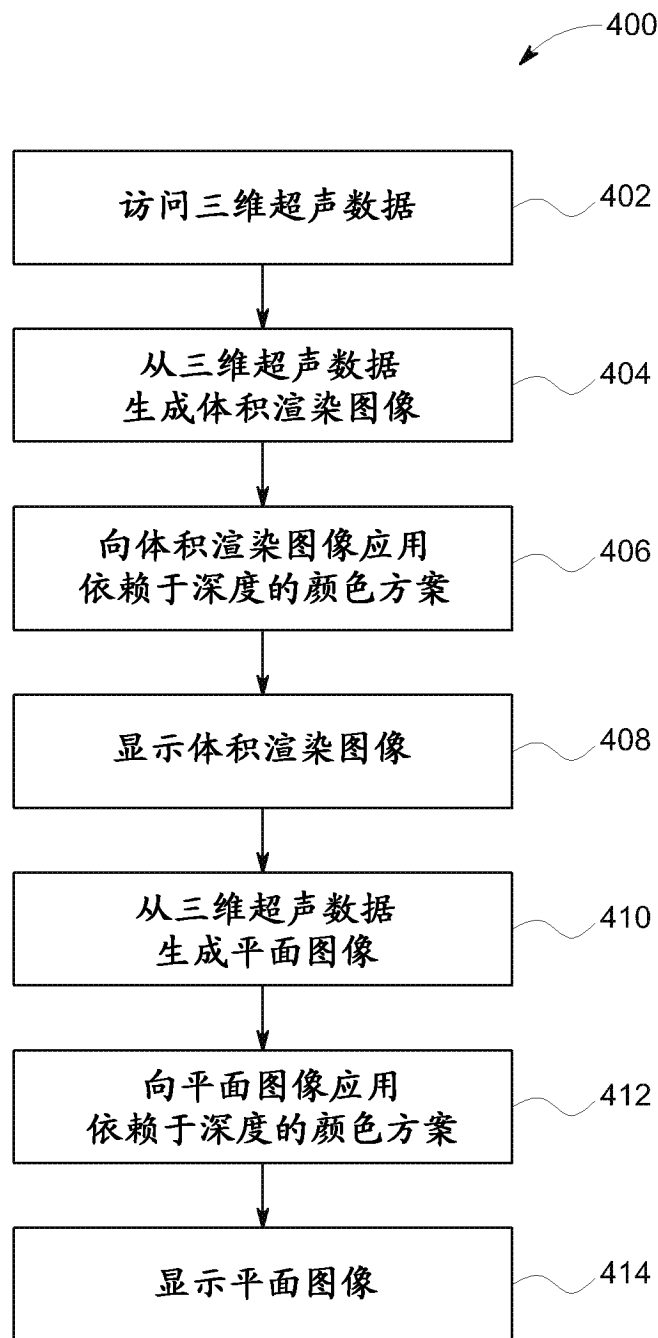 400
访问三维超声数据
402
从三维超声数据
生成体积渲染图像
404
向体积渲染图像应用
依赖于深度的颜色方案
406
显示体积渲染图像
408
从三维超声数据
生成平面图像
410
向平面图像应用
依赖于深度的颜色方案
412
显示平面图像
414